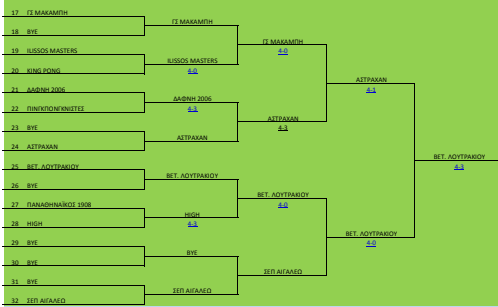 17 ΓΣ ΜΑΚΑΜΠΗ
18 BYE
19 ILISSOS MASTERS
20 KING PONG
21 ΔΑΦΝΗ 2006
22 ΠΙΝΓΚΠΟΝΓΚΝΙΣΤΕΣ
23 BYE
24 ΑΣΤΡΑΧΑΝ
25 ΒΕΤ. ΛΟΥΤΡΑΚΙΟΥ
26 BYE
27 ΠΑΝΑΘΗΝΑΪΚΟΣ 1908
28 HIGH
29 BYE
30 BYE
31 BYE
32 ΣΕΠ ΑΙΓΑΛΕΩ
ΓΣ ΜΑΚΑΜΠΗ
ILISSOS MASTERS
4-0
ΔΑΦΝΗ 2006
4-3
ΑΣΤΡΑΧΑΝ
ΒΕΤ. ΛΟΥΤΡΑΚΙΟΥ
HIGH
4-3
BYE
ΣΕΠ ΑΙΓΑΛΕΩ
ΓΣ ΜΑΚΑΜΠΗ
4-0
ΑΣΤΡΑΧΑΝ
4-3
ΒΕΤ. ΛΟΥΤΡΑΚΙΟΥ
4-0
ΣΕΠ ΑΙΓΑΛΕΩ
ΑΣΤΡΑΧΑΝ
4-1
ΒΕΤ. ΛΟΥΤΡΑΚΙΟΥ
4-0
ΒΕΤ. ΛΟΥΤΡΑΚΙΟΥ
4-3